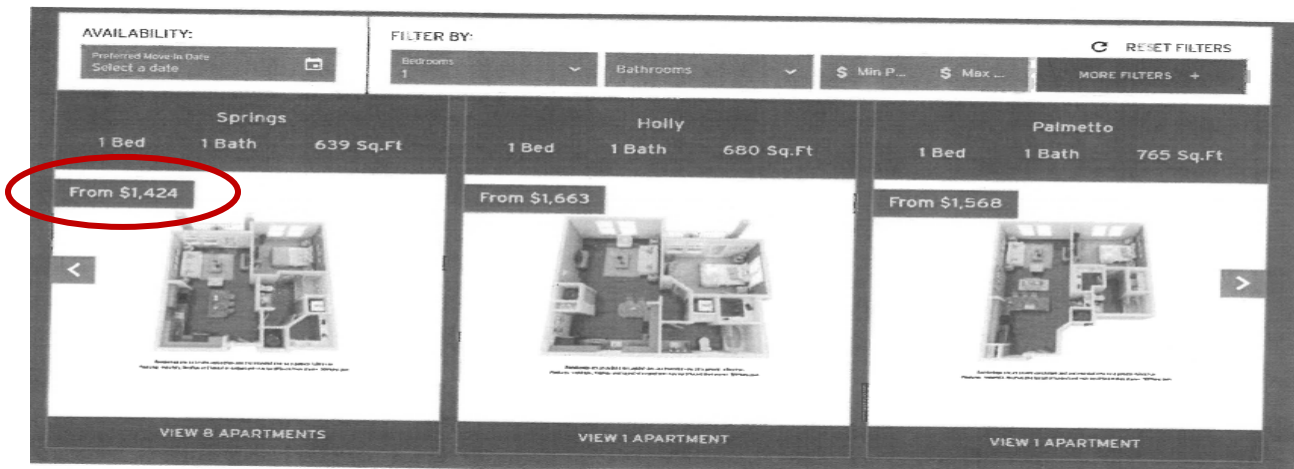 AVAILABILITY:
Preferred Move-In Date
Select a date
FILTER BY:
Bedrooms
1
Bathrooms
$ Min P...
$ Max ...
RESET FILTERS
MORE FILTERS +
Springs
1 Bed 1 Bath 639 Sq.Ft
From $1,424
VIEW 8 APARTMENTS
Holly
1 Bed 1 Bath 680 Sq.Ft
From $1,663
VIEW 1 APARTMENT
Palmetto
1 Bed 1 Bath 765 Sq.Ft
From $1,568
VIEW 1 APARTMENT